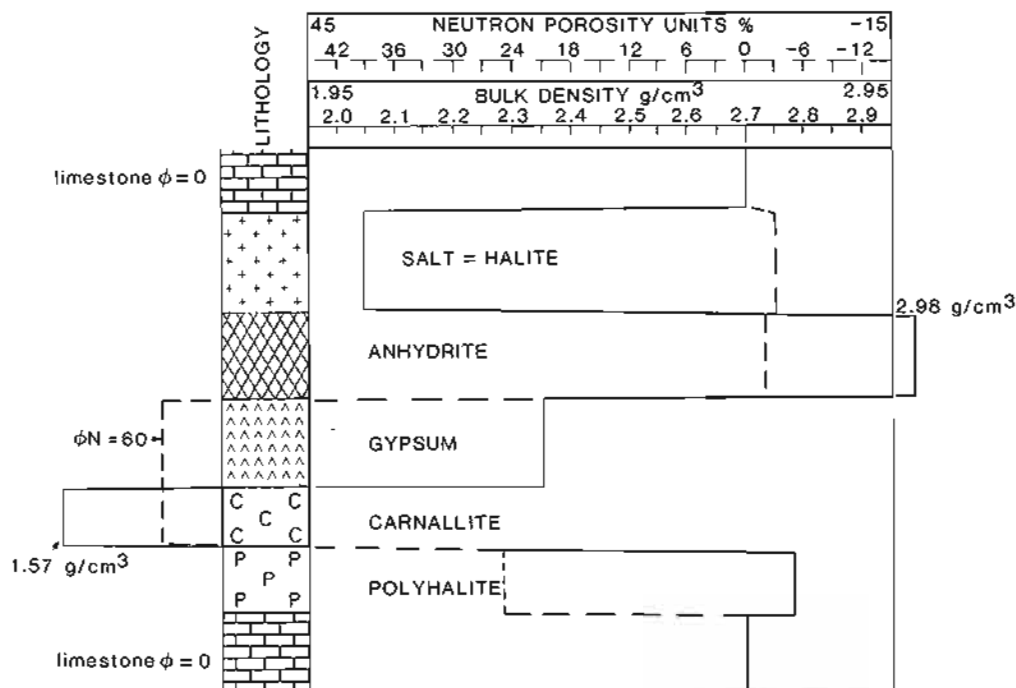 45 NEUTRON POROSITY UNITS % -15
42 36 30 24 18 12 6 0 -6 -12
1.95 BULK DENSITY g/cm³ 2.95
2.0 2.1 2.2 2.3 2.4 2.5 2.6 2.7 2.8 2.9
LITHOLOGY
limestone ϕ = 0
SALT = HALITE
2.98 g/cm³
ANHYDRITE
ϕN = 60
GYPSUM
C C
C
C C
CARNALLITE
1.57 g/cm³
P P
P
P P
POLYHALITE
limestone ϕ = 0